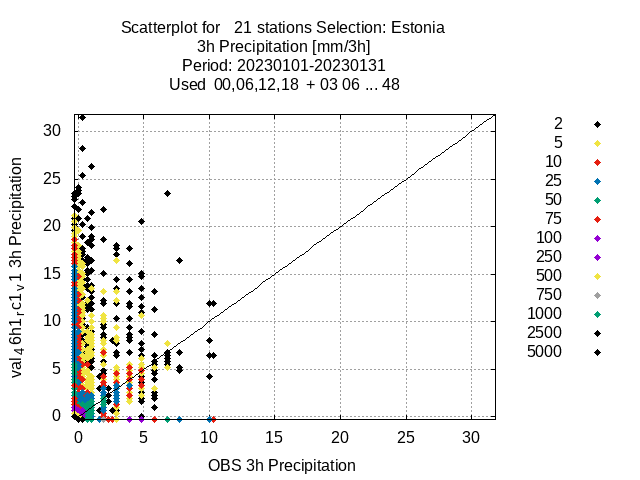 Scatterplot for 21 stations Selection: Estonia
3h Precipitation [mm/3h]
Period: 20230101-20230131
Used 00,06,12,18 + 03 06 ... 48
30
25
20
15
10
5
0
0 5 10 15 20 25 30
val_46h1_rc1_v1 3h Precipitation
OBS 3h Precipitation
2
5
10
25
50
75
100
250
500
750
1000
2500
5000